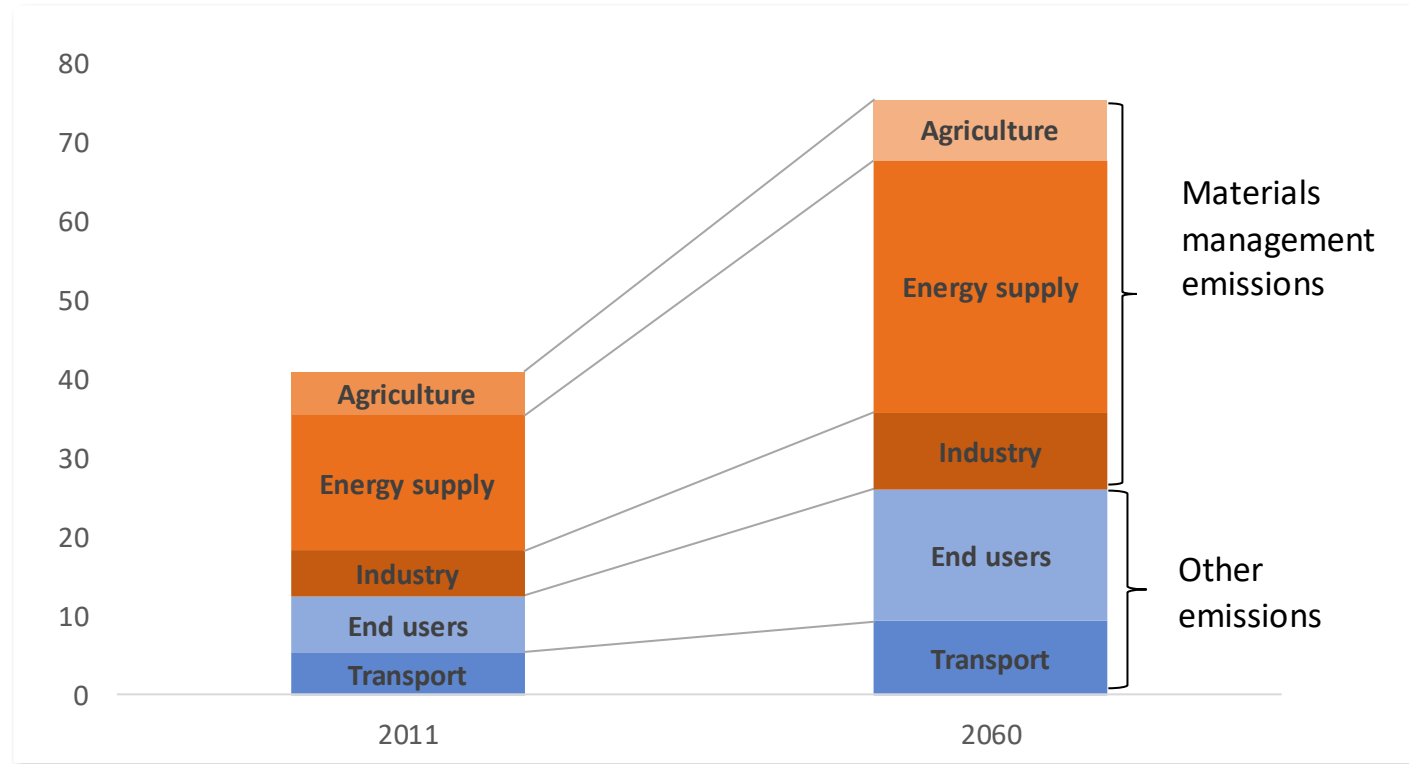 80
70
60
50
40
30
20
10
0
Agriculture
Energy supply
Industry
End users
Transport
2011
Agriculture
Energy supply
Industry
End users
Transport
2060
Materials
management
emissions
Other
emissions